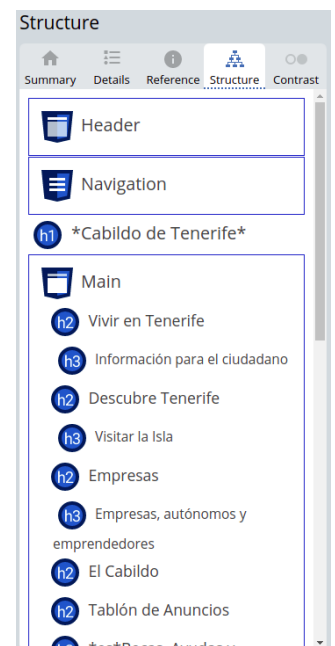 Structure
Summary Details Reference Structure Contrast
Header
Navigation
h1 *Cabildo de Tenerife*
Main
h2 Vivir en Tenerife
h3 Información para el ciudadano
h2 Descubre Tenerife
h3 Visitar la Isla
h2 Empresas
h3 Empresas, autónomos y
emprendedores
h2 El Cabildo
h2 Tablón de Anuncios